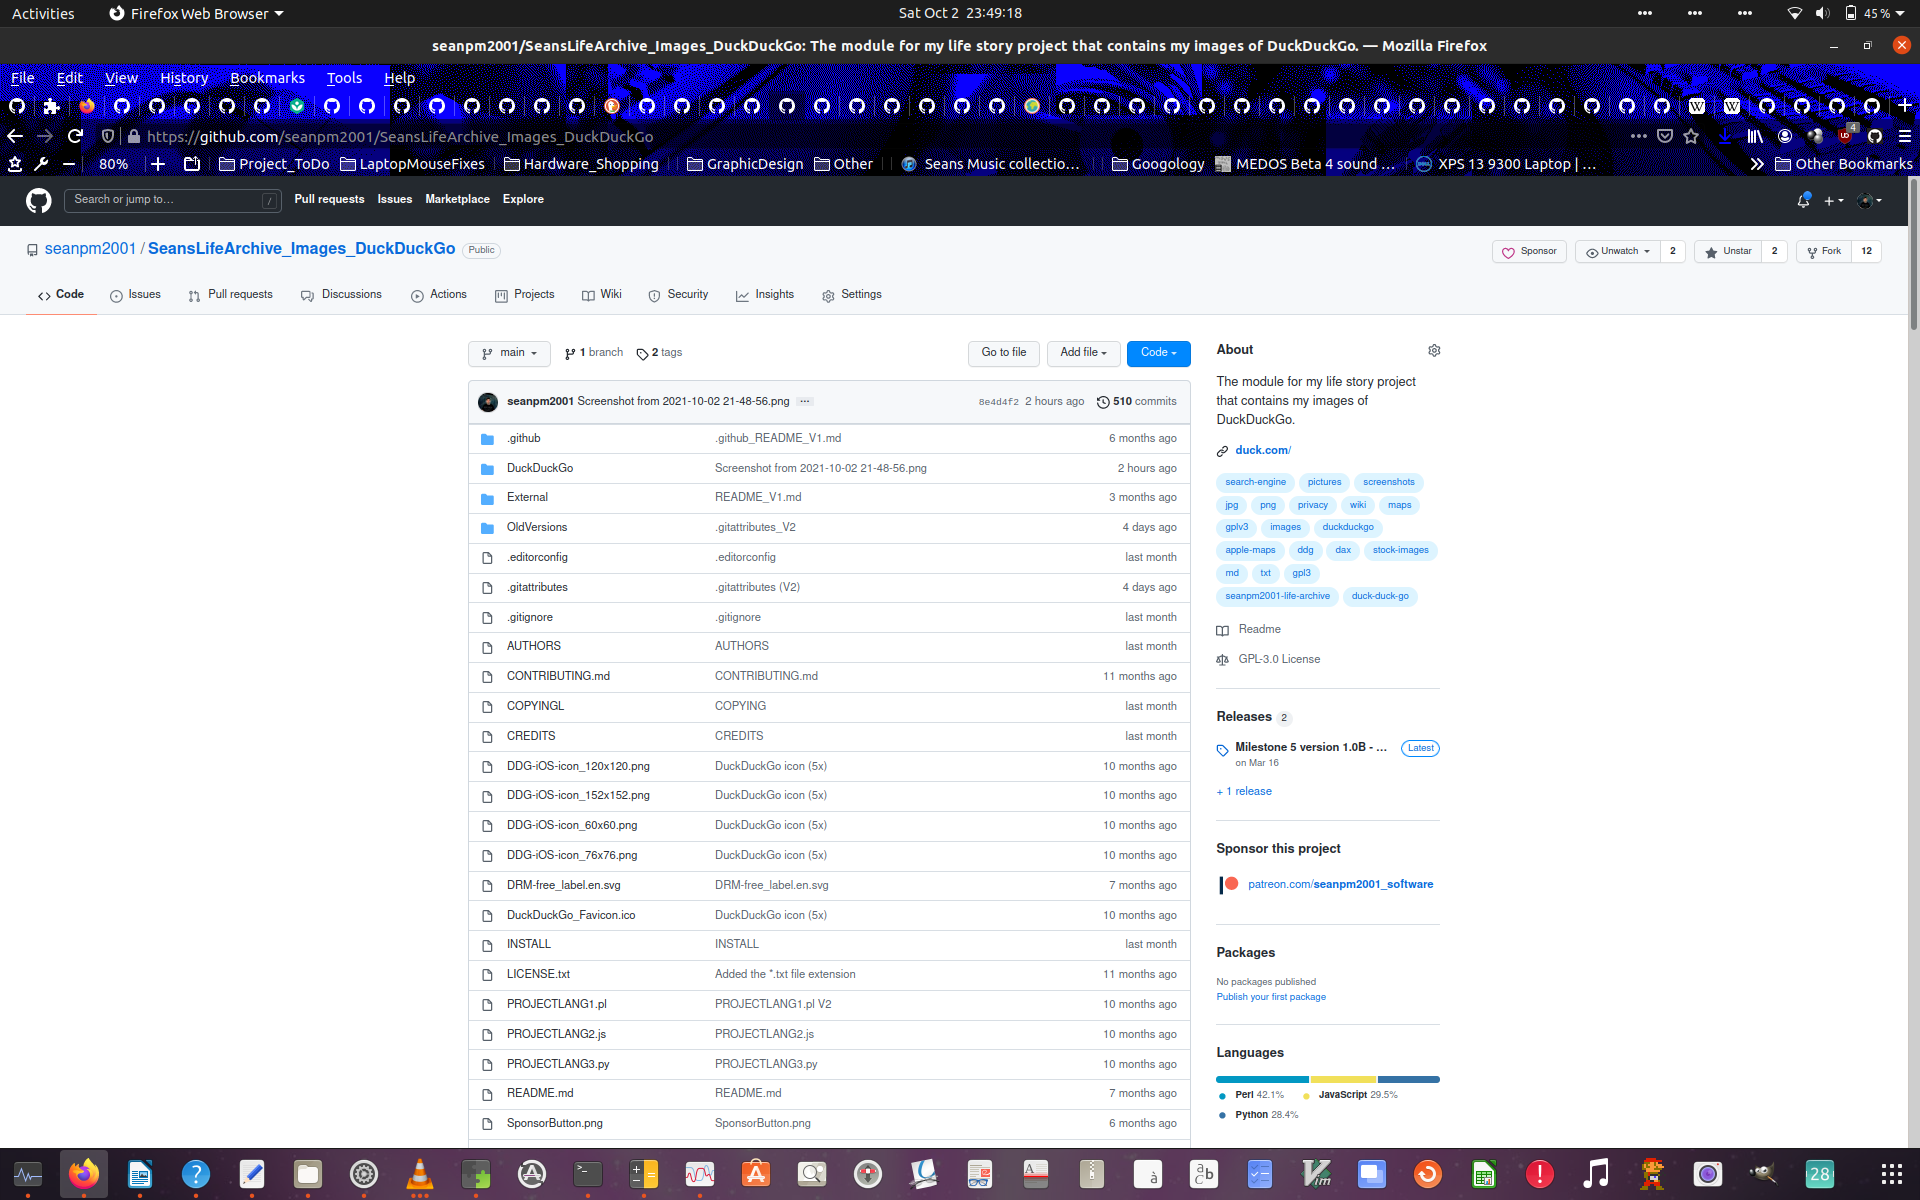 Activities Firefox Web Browser Sat Oct 2 23:49:18 45 %
seanpm2001/SeansLifeArchive_Images_DuckDuckGo: The module for my life story project that contains my images of DuckDuckGo. — Mozilla Firefox
File Edit View History Bookmarks Tools Help
https://github.com/seanpm2001/SeansLifeArchive_Images_DuckDuckGo 4
80% Project_ToDo LaptopMouseFixes Hardware_Shopping GraphicDesign Other Seans Music collectio… Googology MEDOS Beta 4 sound … XPS 13 9300 Laptop | … Other Bookmarks
Search or jump to… / Pull requests Issues Marketplace Explore
seanpm2001 / SeansLifeArchive_Images_DuckDuckGo Public Sponsor Unwatch 2 Unstar 2 Fork 12
Code Issues Pull requests Discussions Actions Projects Wiki Security Insights Settings
main 1 branch 2 tags Go to file Add file Code
seanpm2001 Screenshot from 2021-10-02 21-48-56.png … 8e4d4f2 2 hours ago 510 commits
.github .github_README_V1.md 6 months ago
DuckDuckGo Screenshot from 2021-10-02 21-48-56.png 2 hours ago
External README_V1.md 3 months ago
OldVersions .gitattributes_V2 4 days ago
.editorconfig .editorconfig last month
.gitattributes .gitattributes (V2) 4 days ago
.gitignore .gitignore last month
AUTHORS AUTHORS last month
CONTRIBUTING.md CONTRIBUTING.md 11 months ago
COPYINGL COPYING last month
CREDITS CREDITS last month
DDG-iOS-icon_120x120.png DuckDuckGo icon (5x) 10 months ago
DDG-iOS-icon_152x152.png DuckDuckGo icon (5x) 10 months ago
DDG-iOS-icon_60x60.png DuckDuckGo icon (5x) 10 months ago
DDG-iOS-icon_76x76.png DuckDuckGo icon (5x) 10 months ago
DRM-free_label.en.svg DRM-free_label.en.svg 7 months ago
DuckDuckGo_Favicon.ico DuckDuckGo icon (5x) 10 months ago
INSTALL INSTALL last month
LICENSE.txt Added the *.txt file extension 11 months ago
PROJECTLANG1.pl PROJECTLANG1.pl V2 10 months ago
PROJECTLANG2.js PROJECTLANG2.js 10 months ago
PROJECTLANG3.py PROJECTLANG3.py 10 months ago
README.md README.md 7 months ago
SponsorButton.png SponsorButton.png 6 months ago
About
The module for my life story project
that contains my images of
DuckDuckGo.
duck.com/
search-engine pictures screenshots
jpg png privacy wiki maps
gplv3 images duckduckgo
apple-maps ddg dax stock-images
md txt gpl3
seanpm2001-life-archive duck-duck-go
Readme
GPL-3.0 License
Releases 2
Milestone 5 version 1.0B - … Latest
on Mar 16
+ 1 release
Sponsor this project
patreon.com/seanpm2001_software
Packages
No packages published
Publish your first package
Languages
Perl 42.1% JavaScript 29.5%
Python 28.4%
28